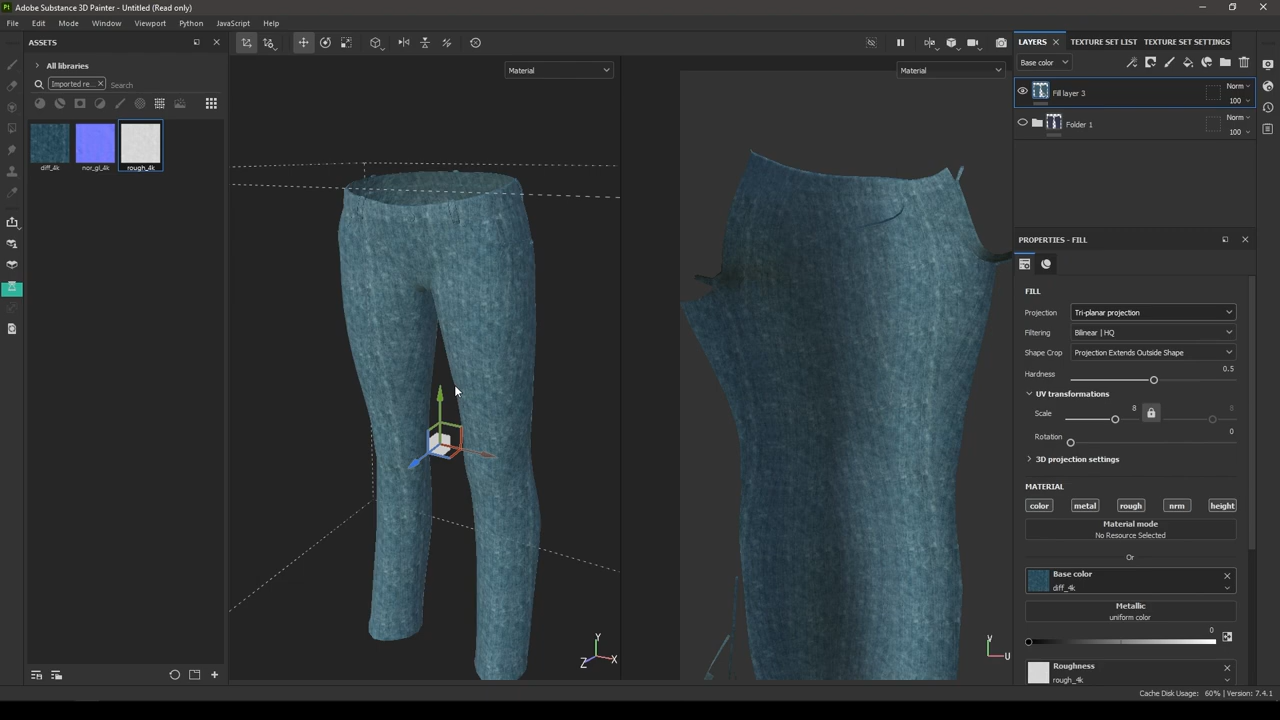 Adobe Substance 3D Painter - Untitled (Read only)
File Edit Mode Window Viewport Python JavaScript Help
ASSETS
All libraries
Imported re... Search
diff_4k nor_gl_4k rough_4k
Material
Material
Y
Z X
V
U
LAYERS TEXTURE SET LIST TEXTURE SET SETTINGS
Base color
Fill layer 3 Norm
100
Folder 1 Norm
100
PROPERTIES - FILL
FILL
Projection Tri-planar projection
Filtering Bilinear | HQ
Shape Crop Projection Extends Outside Shape
Hardness 0.5
UV transformations
Scale 8 8
Rotation 0
3D projection settings
MATERIAL
color metal rough nrm height
Material mode
No Resource Selected
Or
Base color
diff_4k
Metallic
uniform color
0
Roughness
rough_4k
Cache Disk Usage: 60% | Version: 7.4.1